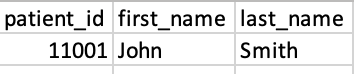 patient_id first_name last_name
11001 John Smith